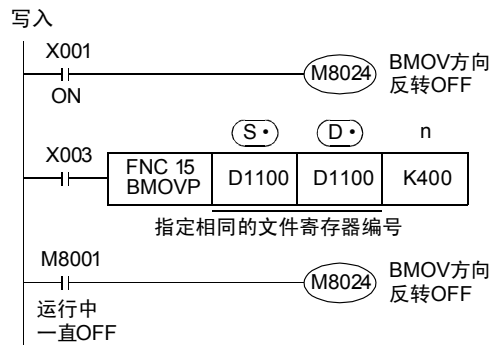 写入
X001
ON
M8024
BMOV方向
反转OFF
S•
D•
n
X003
FNC 15
BMOVP
D1100
D1100
K400
指定相同的文件寄存器编号
M8001
运行中
一直OFF
M8024
BMOV方向
反转OFF